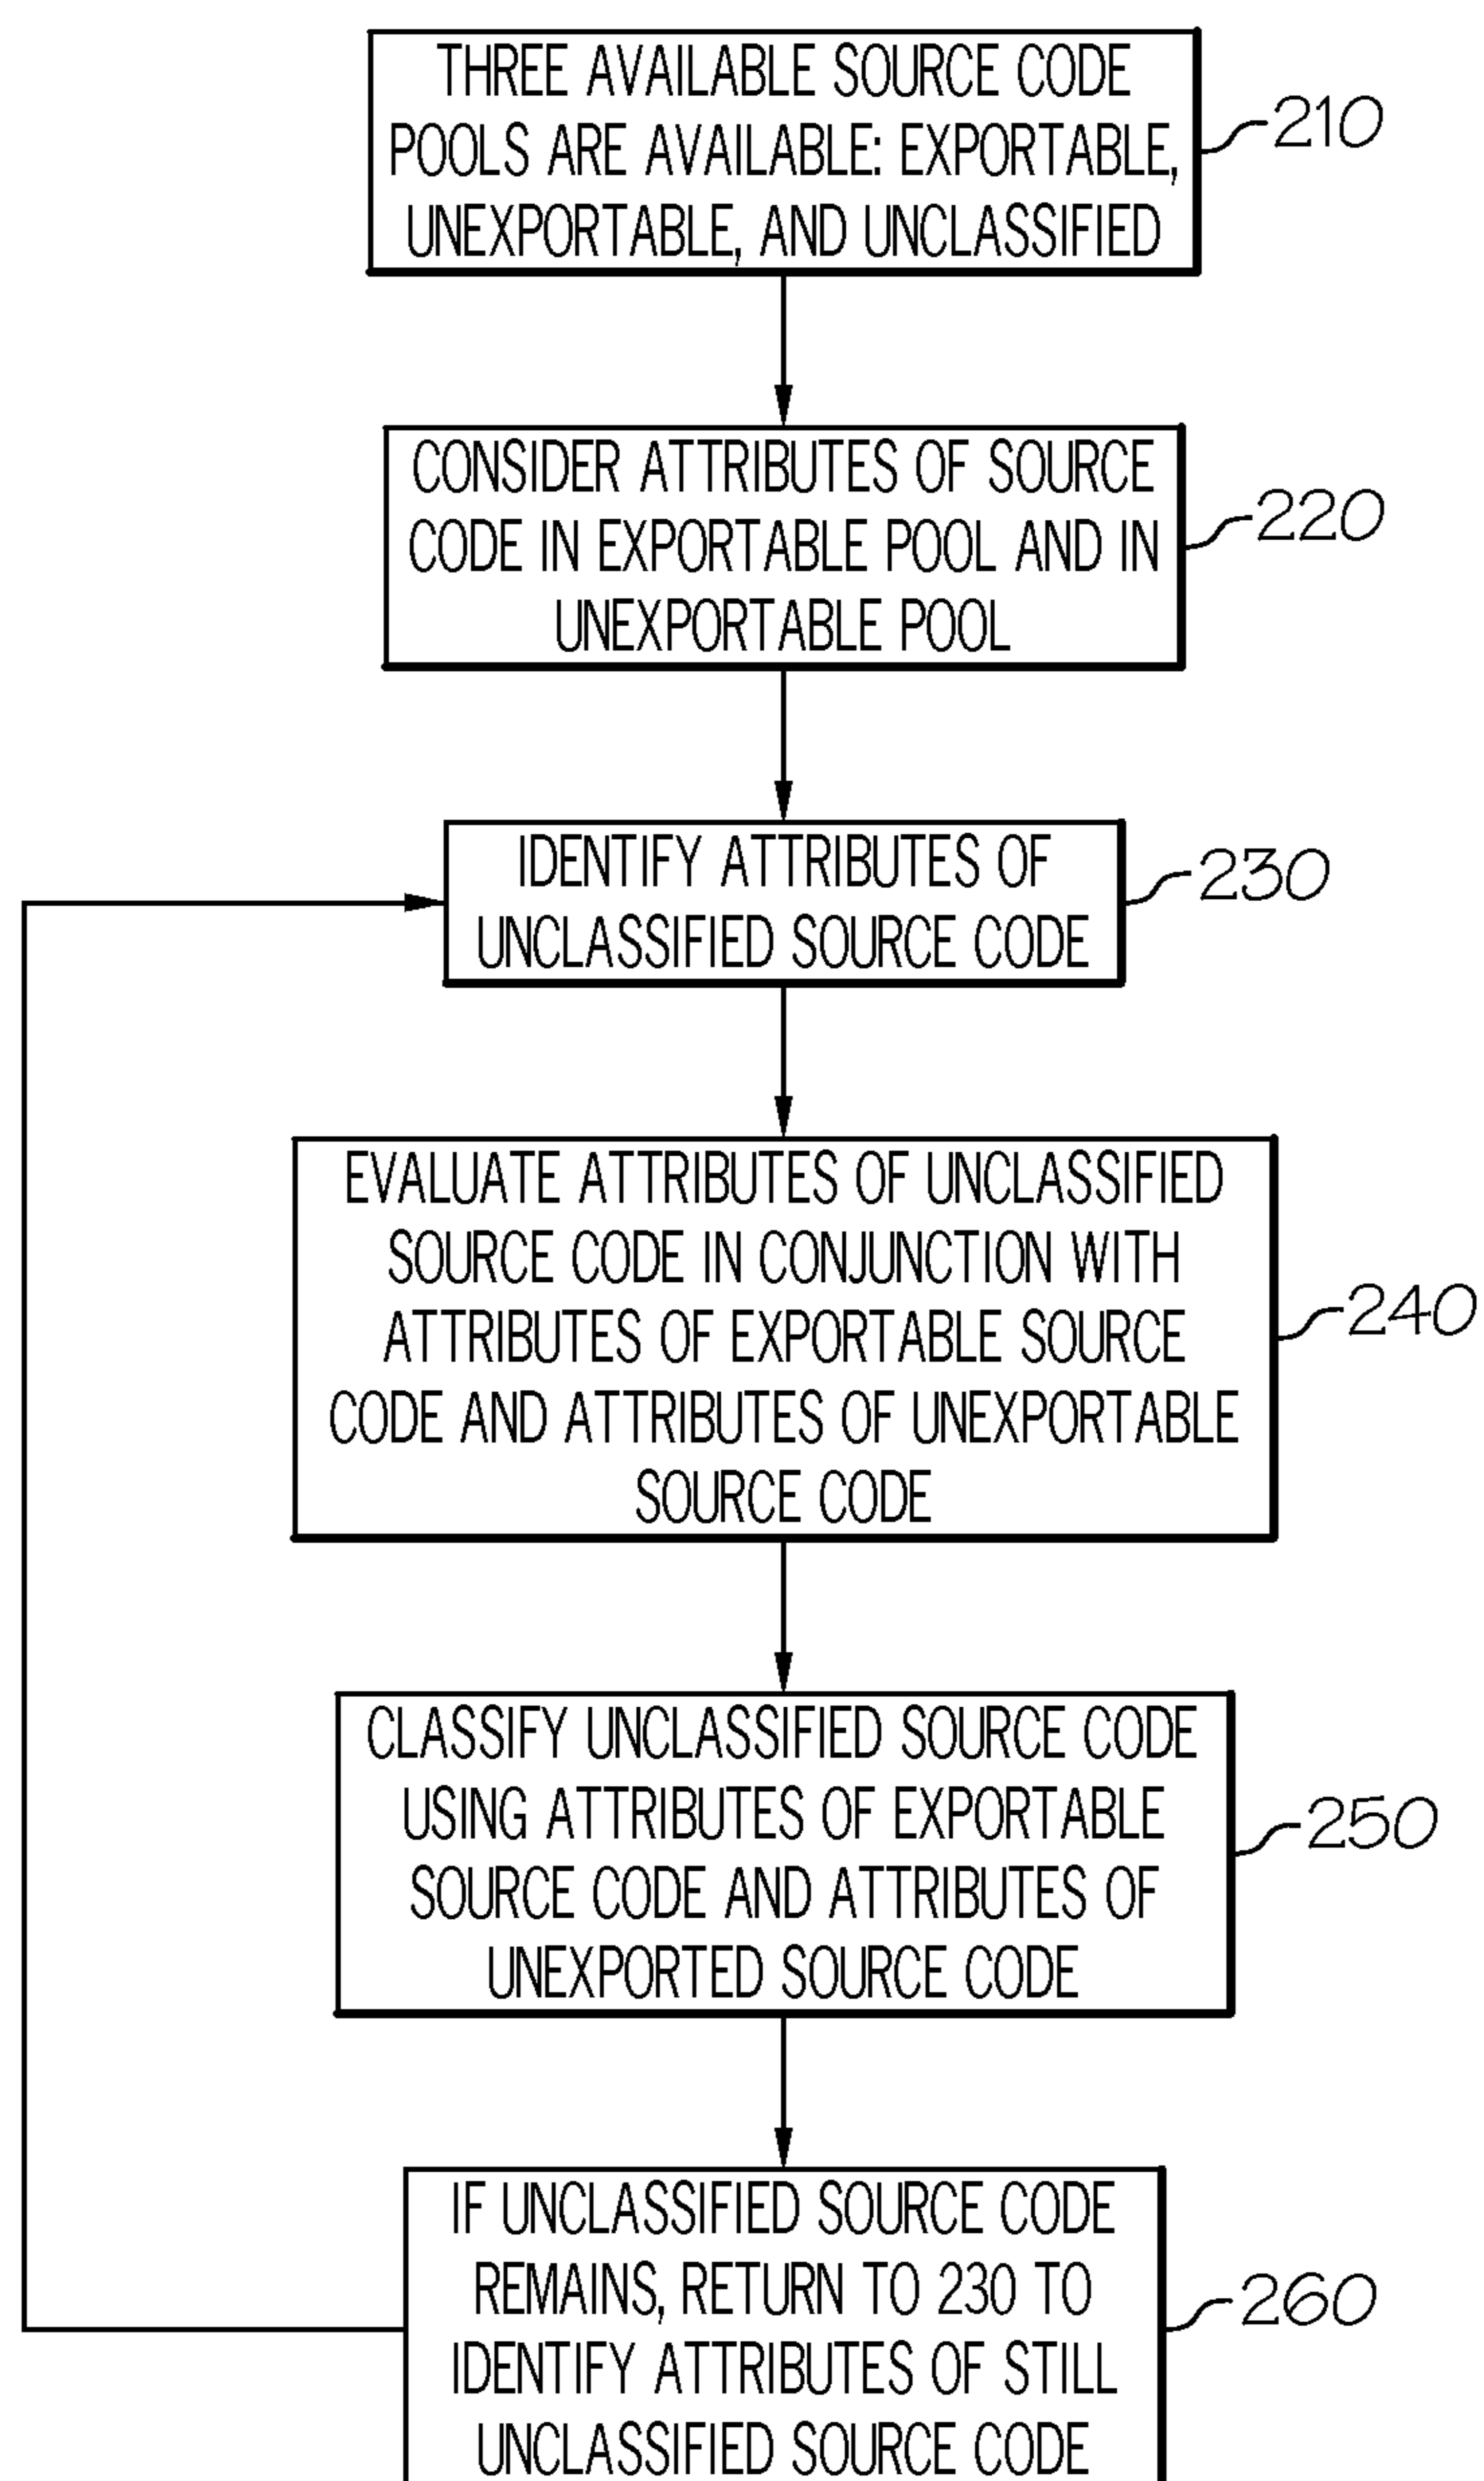 THREE AVAILABLE SOURCE CODE
POOLS ARE AVAILABLE: EXPORTABLE,
UNEXPORTABLE, AND UNCLASSIFIED
210
CONSIDER ATTRIBUTES OF SOURCE
CODE IN EXPORTABLE POOL AND IN
UNEXPORTABLE POOL
220
IDENTIFY ATTRIBUTES OF
UNCLASSIFIED SOURCE CODE
230
EVALUATE ATTRIBUTES OF UNCLASSIFIED
SOURCE CODE IN CONJUNCTION WITH
ATTRIBUTES OF EXPORTABLE SOURCE
CODE AND ATTRIBUTES OF UNEXPORTABLE
SOURCE CODE
240
CLASSIFY UNCLASSIFIED SOURCE CODE
USING ATTRIBUTES OF EXPORTABLE
SOURCE CODE AND ATTRIBUTES OF
UNEXPORTED SOURCE CODE
250
IF UNCLASSIFIED SOURCE CODE
REMAINS, RETURN TO 230 TO
IDENTIFY ATTRIBUTES OF STILL
UNCLASSIFIED SOURCE CODE
260